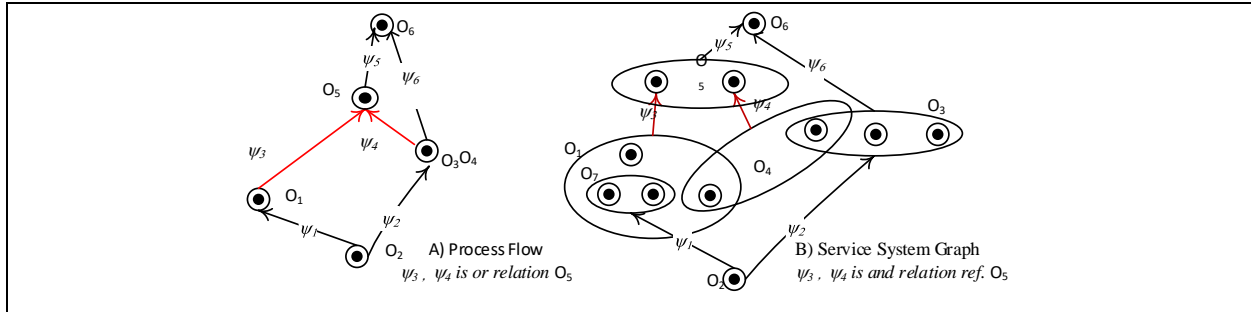 O₆
ψ₅
ψ₆
O₅
ψ₄
ψ₃
O₃O₄
O₁
ψ₂
ψ₁
O₂
A) Process Flow
ψ₃ , ψ₄ is or relation O₅
O₆
ψ₅
O
5
ψ₆
ψ₃
ψ₄
O₃
O₁
O₄
O₇
ψ₂
ψ₁
B) Service System Graph
ψ₃ , ψ₄ is and relation ref. O₅
O₂